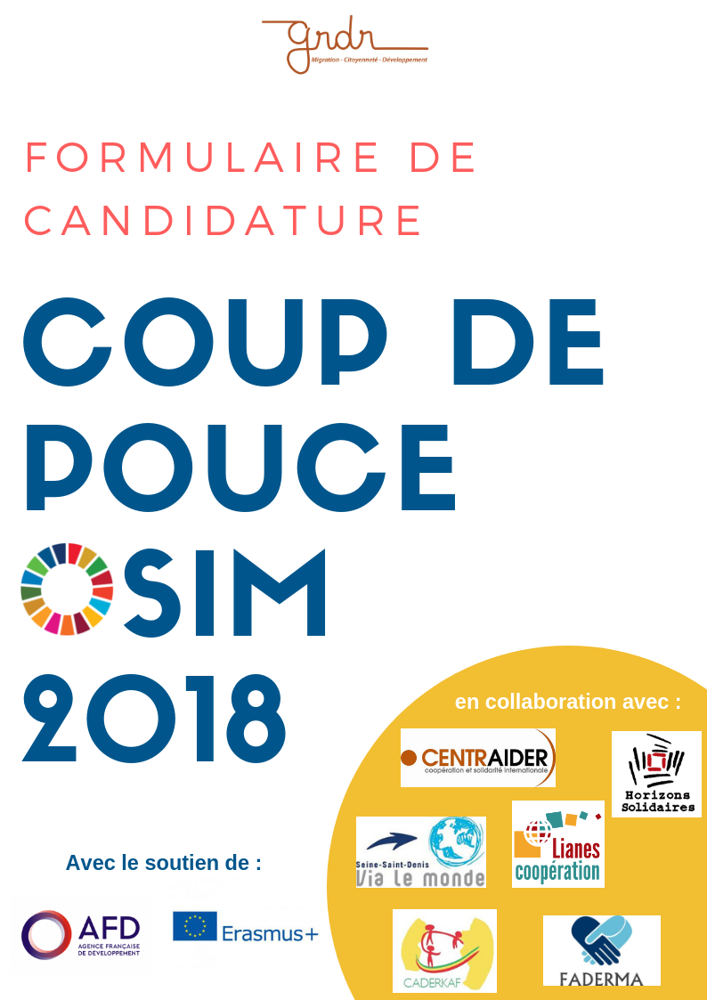 grdr
Migration - Citoyenneté - Développement
FORMULAIRE DE
CANDIDATURE
COUP DE
POUCE
OSIM
2018
en collaboration avec :
CENTRAIDER
coopération et solidarité internationale
Horizons
Solidaires
Seine-Saint-Denis
Via le monde
Lianes
coopération
Avec le soutien de :
AFD
AGENCE FRANÇAISE
DE DÉVELOPPEMENT
Erasmus+
CADERKAF
FADERMA